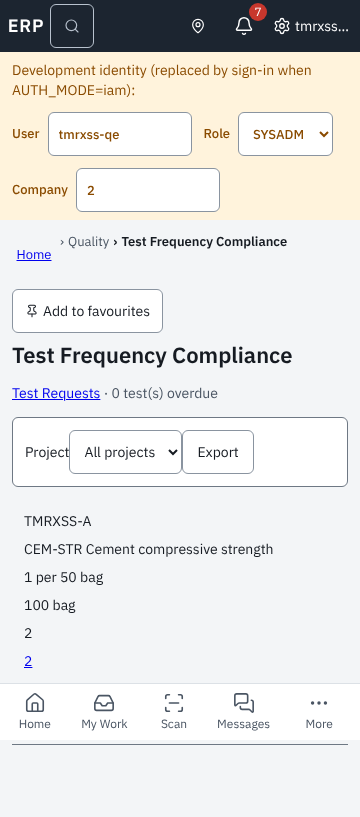 ERP
7
tmrxss...
Development identity (replaced by sign-in when
AUTH_MODE=iam):
User
tmrxss-qe
Role
SYSADM
Company
2
Home › Quality › Test Frequency Compliance
Add to favourites
Test Frequency Compliance
Test Requests · 0 test(s) overdue
Project
All projects
Export
TMRXSS-A
CEM-STR Cement compressive strength
1 per 50 bag
100 bag
2
2
Home
My Work
Scan
Messages
More